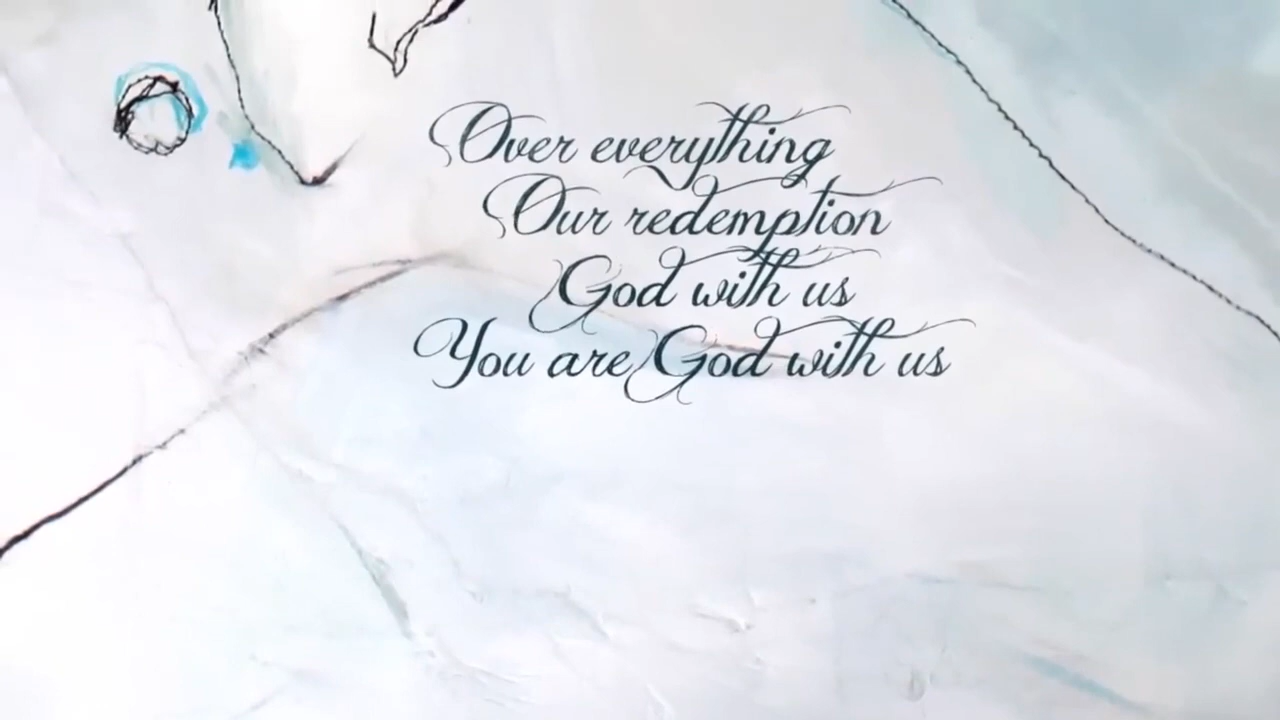 Over everything
Our redemption
God with us
You are God with us